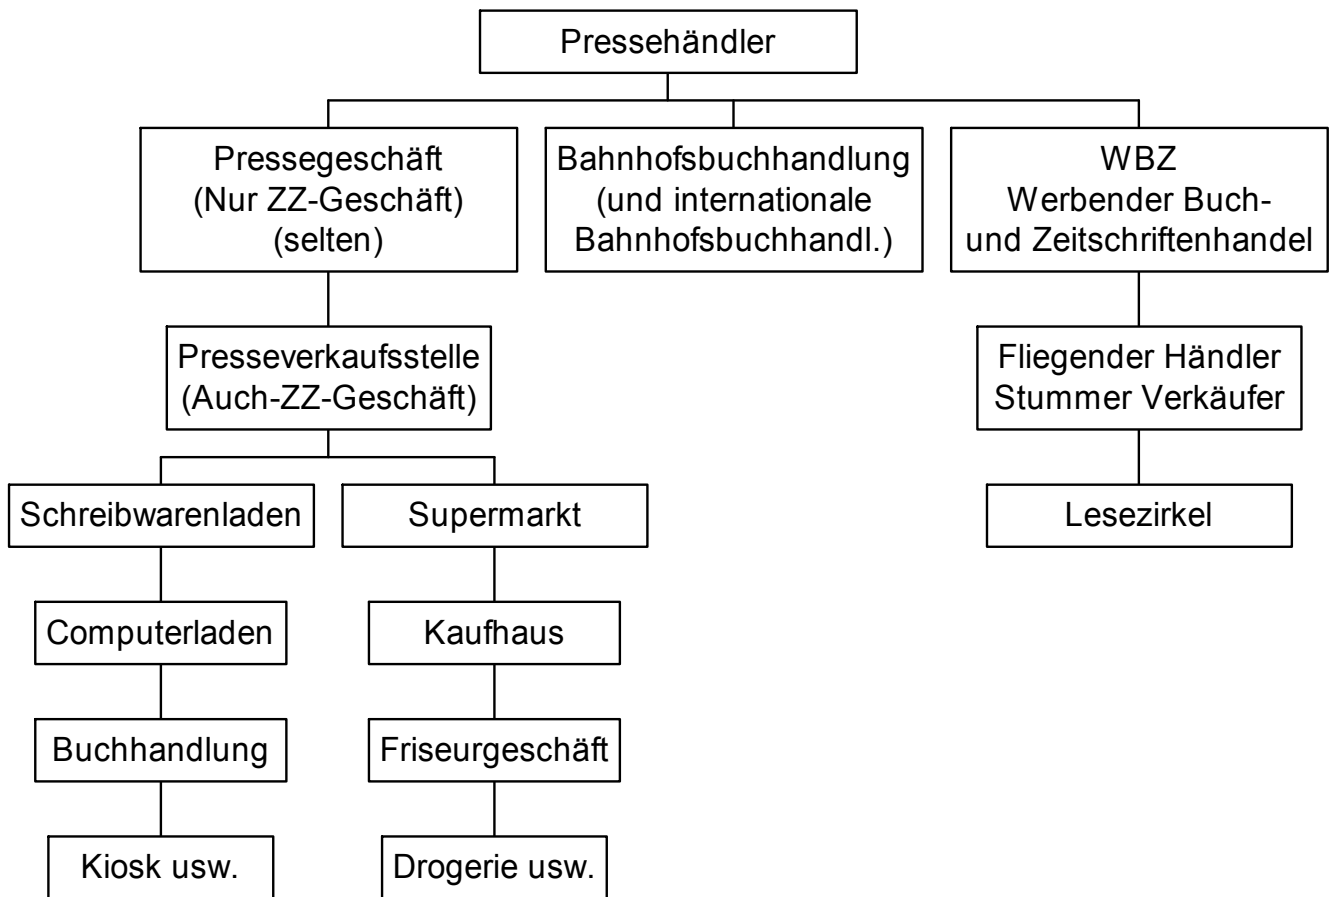 Pressehändler
Pressegeschäft
(Nur ZZ-Geschäft)
(selten)
Bahnhofsbuchhandlung
(und internationale
Bahnhofsbuchhandl.)
WBZ
Werbender Buch-
und Zeitschriftenhandel
Presseverkaufsstelle
(Auch-ZZ-Geschäft)
Fliegender Händler
Stummer Verkäufer
Schreibwarenladen
Supermarkt
Lesezirkel
Computerladen
Kaufhaus
Buchhandlung
Friseurgeschäft
Kiosk usw.
Drogerie usw.